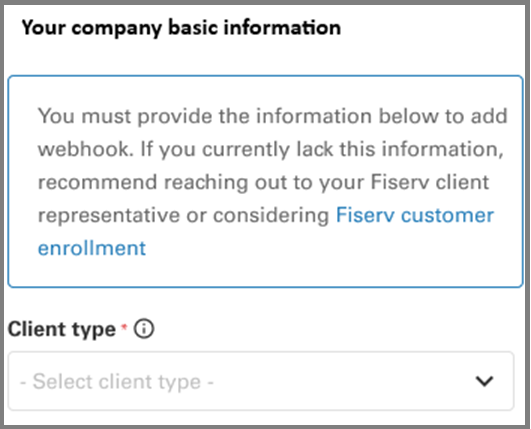 Your company basic information
You must provide the information below to add
webhook. If you currently lack this information,
recommend reaching out to your Fiserv client
representative or considering Fiserv customer
enrollment
Client type *
- Select client type -